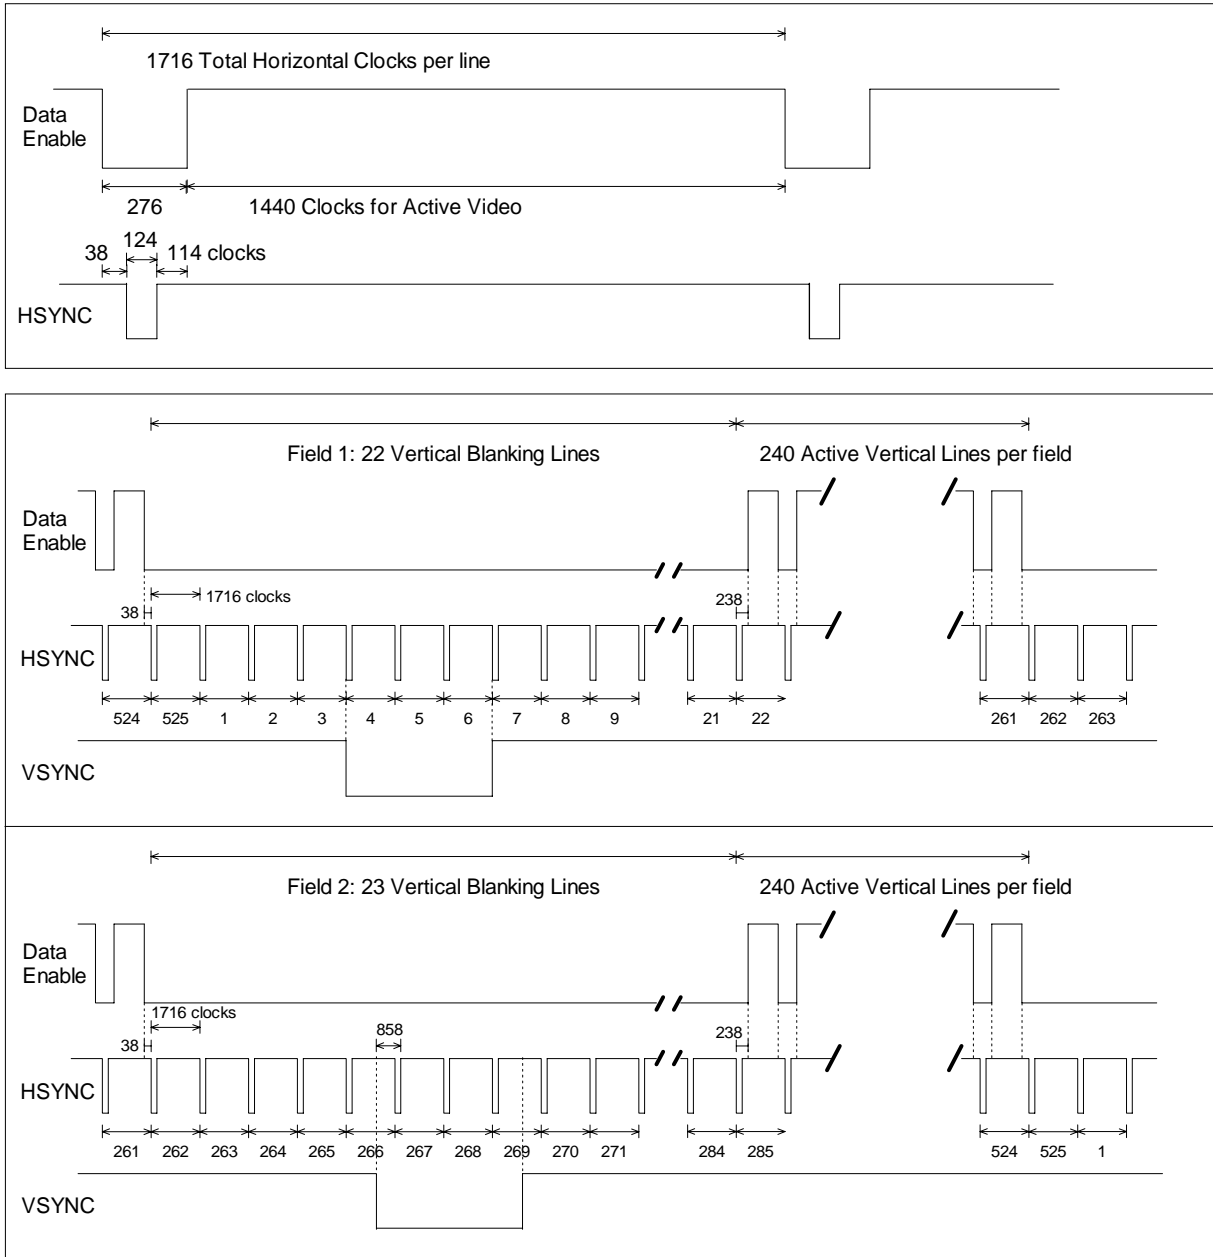 1716 Total Horizontal Clocks per line
Data
Enable
276 1440 Clocks for Active Video
124
38 114 clocks
HSYNC
Field 1: 22 Vertical Blanking Lines 240 Active Vertical Lines per field
Data
Enable
1716 clocks
38 238
HSYNC
524 525 1 2 3 4 5 6 7 8 9 21 22 261 262 263
VSYNC
Field 2: 23 Vertical Blanking Lines 240 Active Vertical Lines per field
Data
Enable
1716 clocks
858 238
38
HSYNC
261 262 263 264 265 266 267 268 269 270 271 284 285 524 525 1
VSYNC